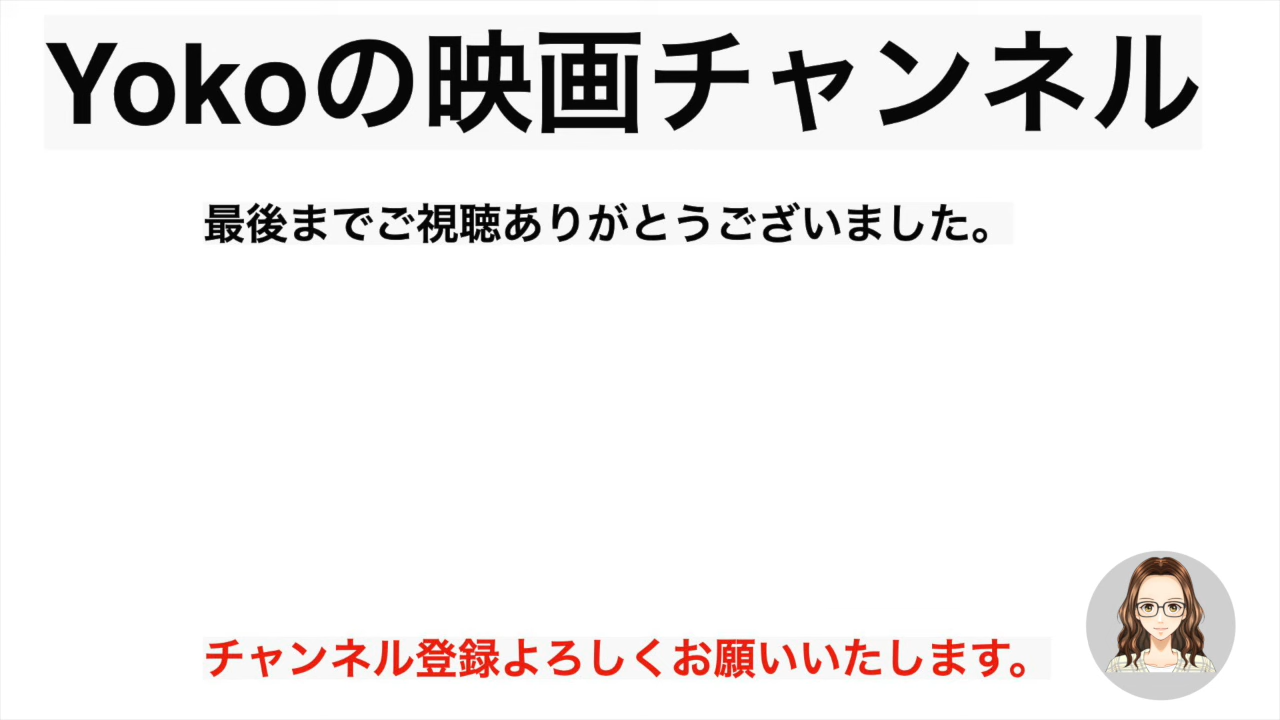 Yokoの映画チャンネル
最後までご視聴ありがとうございました。
チャンネル登録よろしくお願いいたします。